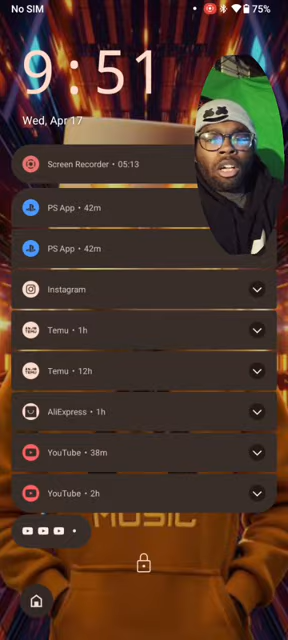 No SIM
75%
9:51
Wed, Apr 17
Screen Recorder • 05:13
PS App • 42m
PS App • 42m
Instagram
Temu • 1h
Temu • 12h
AliExpress • 1h
YouTube • 38m
YouTube • 2h
MUSIC